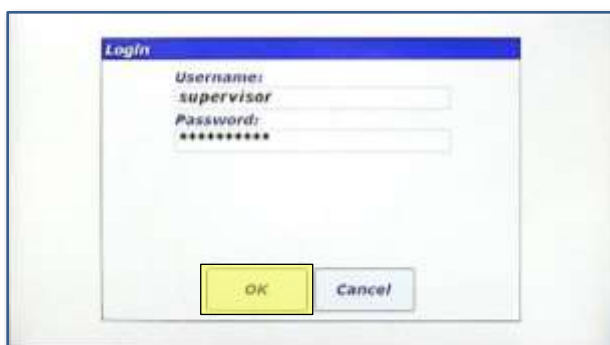 Login
Username:
supervisor
Password:
**********
OK
Cancel